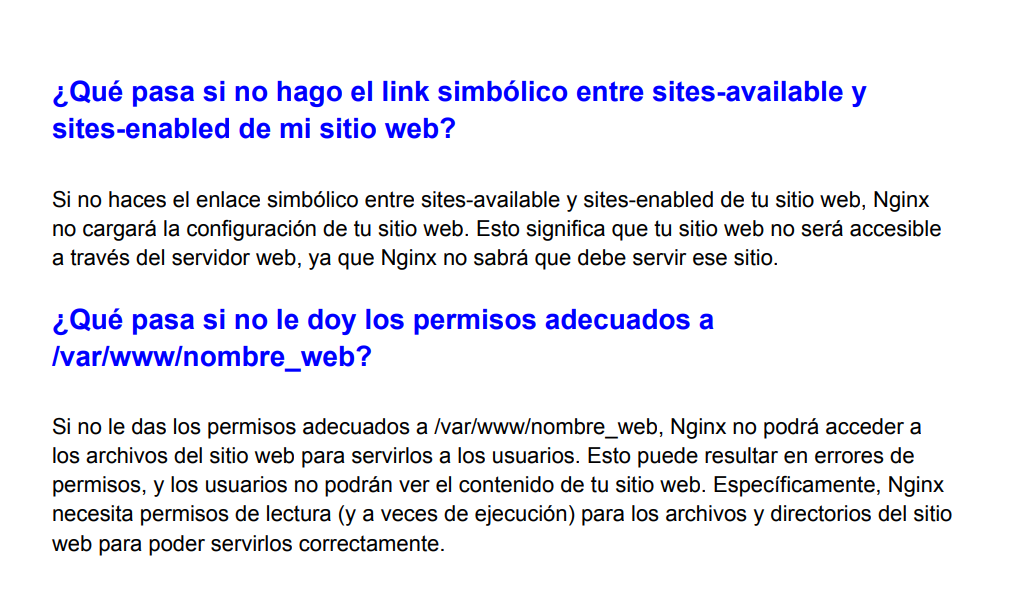 ¿Qué pasa si no hago el link simbólico entre sites-available y
sites-enabled de mi sitio web?
Si no haces el enlace simbólico entre sites-available y sites-enabled de tu sitio web, Nginx
no cargará la configuración de tu sitio web. Esto significa que tu sitio web no será accesible
a través del servidor web, ya que Nginx no sabrá que debe servir ese sitio.
¿Qué pasa si no le doy los permisos adecuados a
/var/www/nombre_web?
Si no le das los permisos adecuados a /var/www/nombre_web, Nginx no podrá acceder a
los archivos del sitio web para servirlos a los usuarios. Esto puede resultar en errores de
permisos, y los usuarios no podrán ver el contenido de tu sitio web. Específicamente, Nginx
necesita permisos de lectura (y a veces de ejecución) para los archivos y directorios del sitio
web para poder servirlos correctamente.